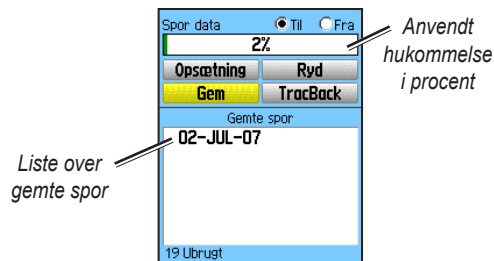 Spor data Til Fra
2%
Opsætning Ryd
Gem TracBack
Gemte spor
02-JUL-07
19 Ubrugt
Anvendt
hukommelse
i procent
Liste over
gemte spor